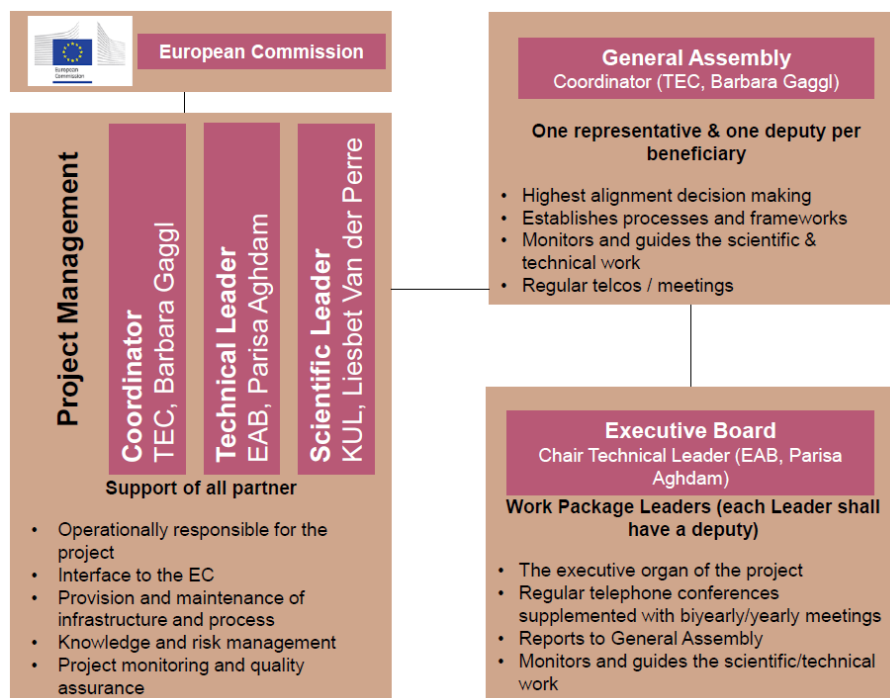 European
Commission
European Commission
Project Management
Coordinator
TEC, Barbara Gaggl
Technical Leader
EAB, Parisa Aghdam
Scientific Leader
KUL, Liesbet Van der Perre
Support of all partner
• Operationally responsible for the
project
• Interface to the EC
• Provision and maintenance of
infrastructure and process
• Knowledge and risk management
• Project monitoring and quality
assurance
General Assembly
Coordinator (TEC, Barbara Gaggl)
One representative & one deputy per
beneficiary
• Highest alignment decision making
• Establishes processes and frameworks
• Monitors and guides the scientific &
technical work
• Regular telcos / meetings
Executive Board
Chair Technical Leader (EAB, Parisa
Aghdam)
Work Package Leaders (each Leader shall
have a deputy)
• The executive organ of the project
• Regular telephone conferences
supplemented with biyearly/yearly meetings
• Reports to General Assembly
• Monitors and guides the scientific/technical
work